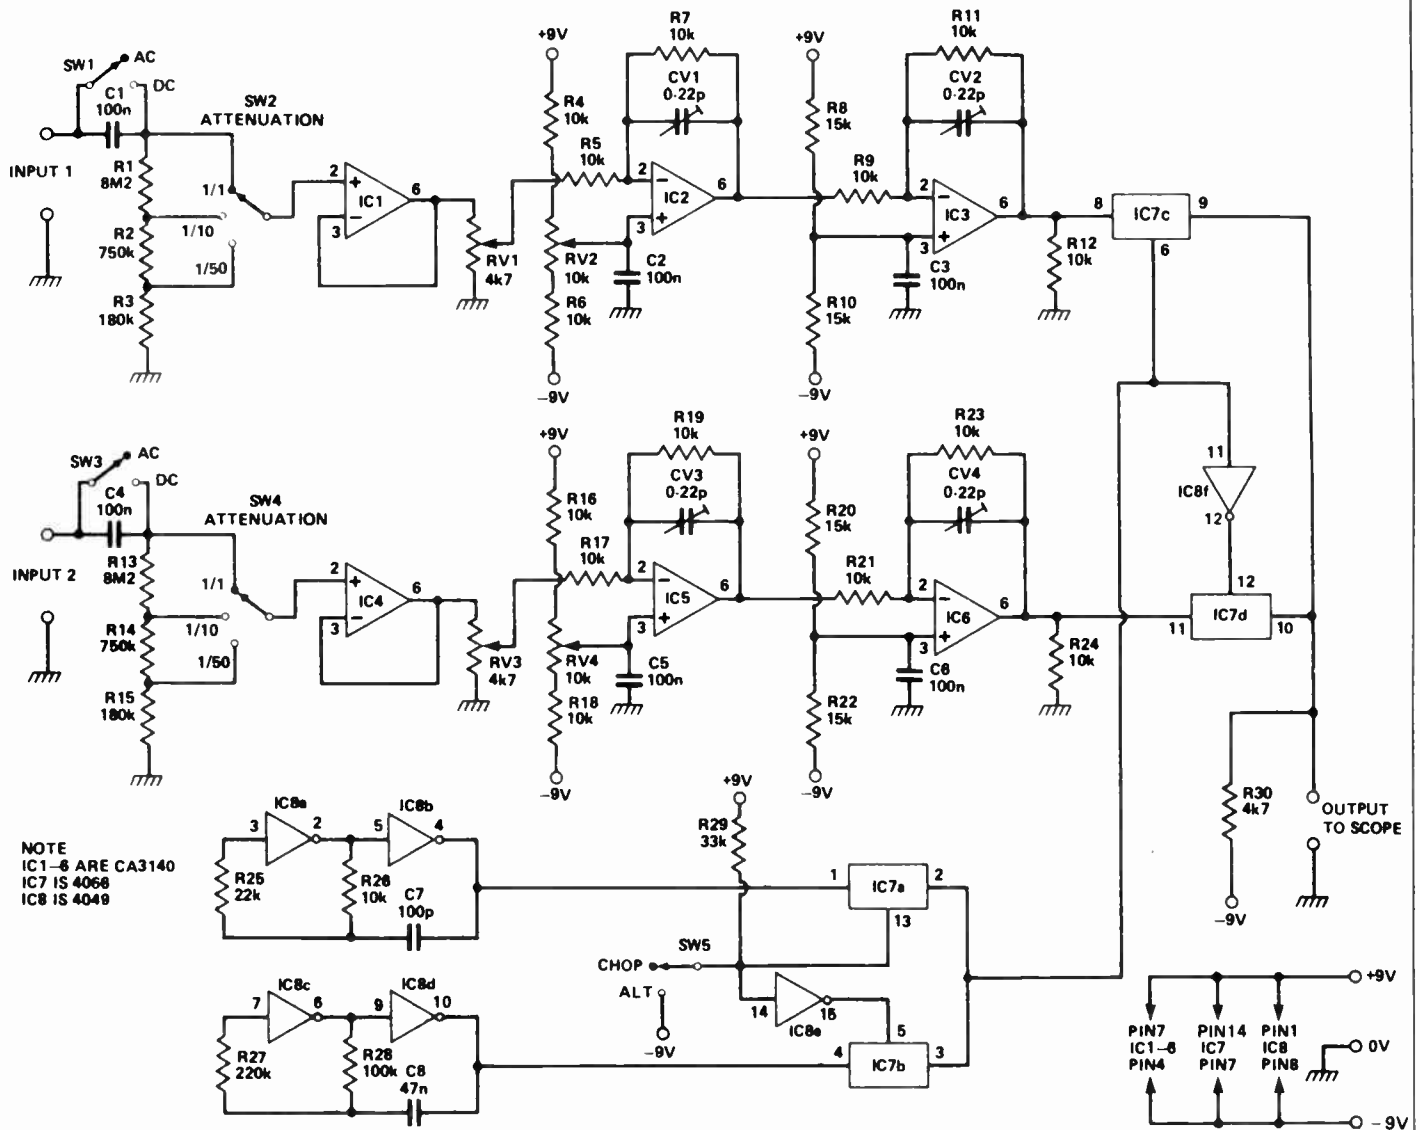 SW1
AC
DC
C1
100n
INPUT 1
R1
8M2
R2
750k
R3
180k
SW2
ATTENUATION
1/1
1/10
1/50
2
+
IC1
6
−
3
RV1
4k7
+9V
R4
10k
R5
10k
RV2
10k
R6
10k
−9V
R7
10k
CV1
0·22p
2
−
IC2
6
+
3
C2
100n
+9V
R8
15k
R9
10k
R10
15k
−9V
R11
10k
CV2
0·22p
2
−
IC3
6
+
3
C3
100n
R12
10k
8
IC7c
9
6
11
IC8f
12
12
11
IC7d
10
SW3
AC
DC
C4
100n
INPUT 2
R13
8M2
R14
750k
R15
180k
SW4
ATTENUATION
1/1
1/10
1/50
2
+
IC4
6
−
3
RV3
4k7
+9V
R16
10k
R17
10k
RV4
10k
R18
10k
−9V
R19
10k
CV3
0·22p
2
−
IC5
6
+
3
C5
100n
+9V
R20
15k
R21
10k
R22
15k
−9V
R23
10k
CV4
0·22p
2
−
IC6
6
+
3
C6
100n
R24
10k
R30
4k7
−9V
OUTPUT
TO SCOPE
NOTE
IC1–6 ARE CA3140
IC7 IS 4066
IC8 IS 4049
IC8a
3
2
IC8b
5
4
R25
22k
R26
10k
C7
100p
IC8c
7
6
IC8d
9
10
R27
220k
R28
100k
C8
47n
+9V
R29
33k
SW5
CHOP
ALT
−9V
14
IC8e
15
1
IC7a
2
13
5
4
IC7b
3
+9V
PIN7
IC1–6
PIN4
PIN14
IC7
PIN7
PIN1
IC8
PIN8
0V
−9V